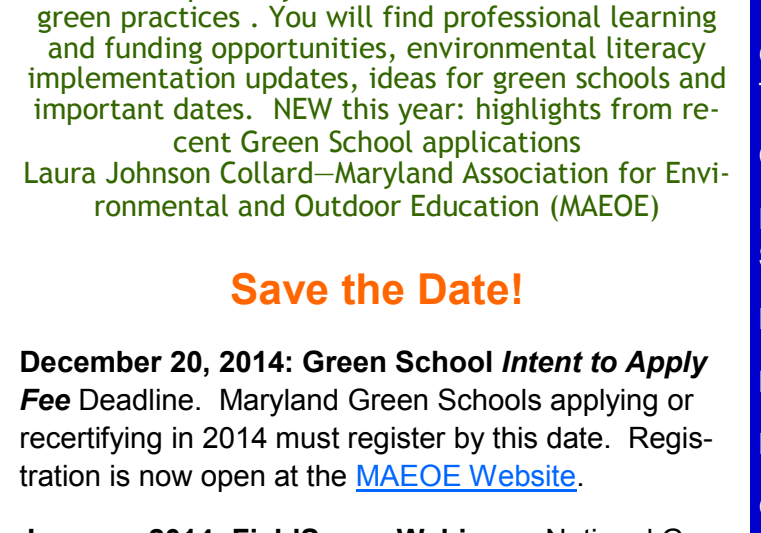 green practices . You will find professional learning
and funding opportunities, environmental literacy
implementation updates, ideas for green schools and
important dates.  NEW this year: highlights from re-
cent Green School applications
Laura Johnson Collard—Maryland Association for Envi-
ronmental and Outdoor Education (MAEOE)
Save the Date!
December 20, 2014: Green School Intent to Apply
Fee Deadline.  Maryland Green Schools applying or
recertifying in 2014 must register by this date.  Regis-
tration is now open at the MAEOE Website.